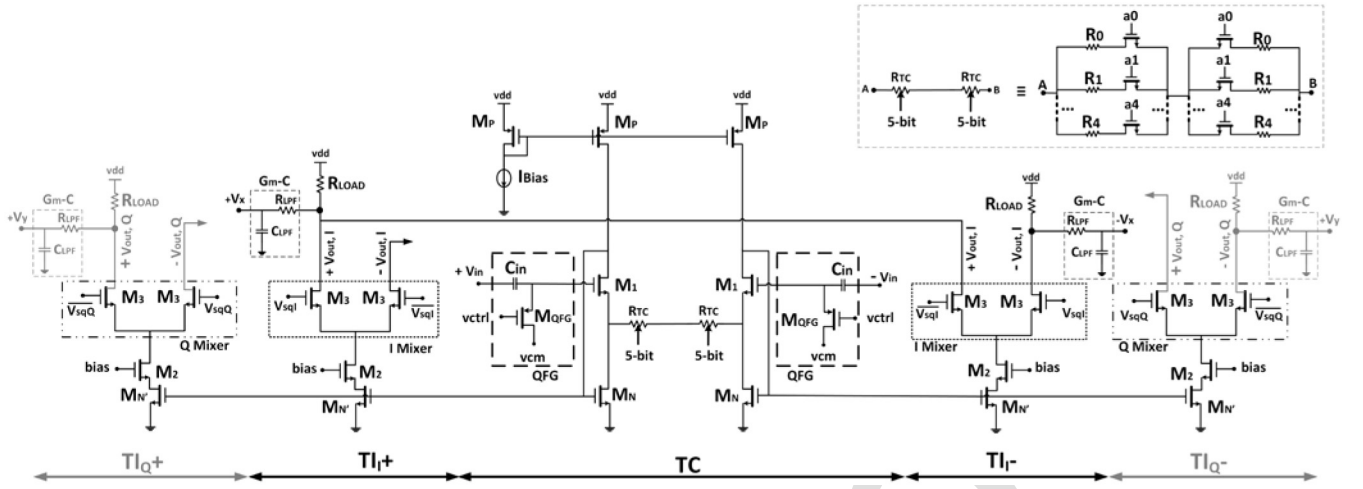 a0 a0
R0 R0
a1 a1
RTC RTC
A B ≡ A R1 R1 B
5-bit 5-bit
... a4 a4 ...
R4 R4
vdd vdd vdd
MP MP MP
IBias
vdd vdd vdd vdd
Gm-C RLOAD Gm-C RLOAD RLOAD Gm-C RLOAD Gm-C
+Vy RLPF +Vx RLPF RLPF -Vx RLPF +Vy
CLPF CLPF CLPF CLPF
+ Vout, Q - Vout, Q + Vout, I - Vout, I + Vout, I - Vout, I + Vout, Q - Vout, Q
+ Vin Cin M1 M1 Cin - Vin
VsqQ M3 M3 VsqQ VsqI M3 M3 VsqI VsqI M3 M3 VsqI VsqQ M3 M3 VsqQ
vctrl MQFG RTC RTC MQFG vctrl
Q Mixer I Mixer vcm 5-bit 5-bit vcm I Mixer Q Mixer
QFG QFG
bias M2 bias M2 M2 bias M2 bias
MN' MN' MN MN MN' MN'
TIQ+ TII+ TC TII- TIQ-